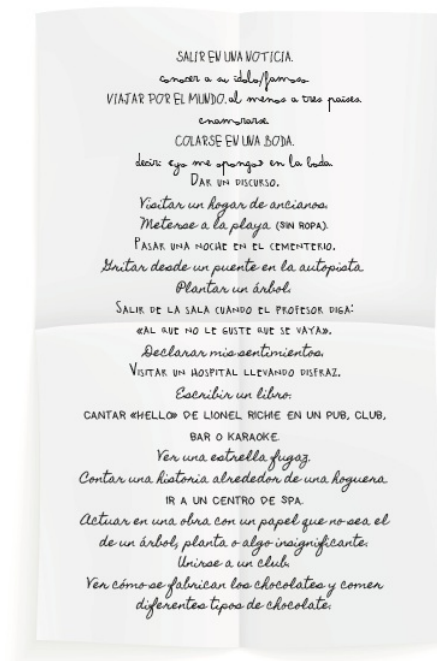 SALIR EN UNA NOTICIA.
conocer a su ídolo/famoso
VIAJAR POR EL MUNDO. al menos a tres países.
enamorarse.
COLARSE EN UNA BODA.
decir: «yo me opongo» en la boda.
DAR UN DISCURSO.
Visitar un hogar de ancianos.
Meterse a la playa (SIN ROPA).
PASAR UNA NOCHE EN EL CEMENTERIO.
Gritar desde un puente en la autopista
Plantar un árbol.
SALIR DE LA SALA CUANDO EL PROFESOR DIGA:
«AL QUE NO LE GUSTE QUE SE VAYA».
Declarar mis sentimientos.
VISITAR UN HOSPITAL LLEVANDO DISFRAZ.
Escribir un libro.
CANTAR «HELLO» DE LIONEL RICHIE EN UN PUB, CLUB,
BAR O KARAOKE.
Ver una estrella fugaz.
Contar una historia alrededor de una hoguera
IR A UN CENTRO DE SPA.
Actuar en una obra con un papel que no sea el
de un árbol, planta o algo insignificante.
Unirse a un club.
Ver cómo se fabrican los chocolates y comer
diferentes tipos de chocolate.